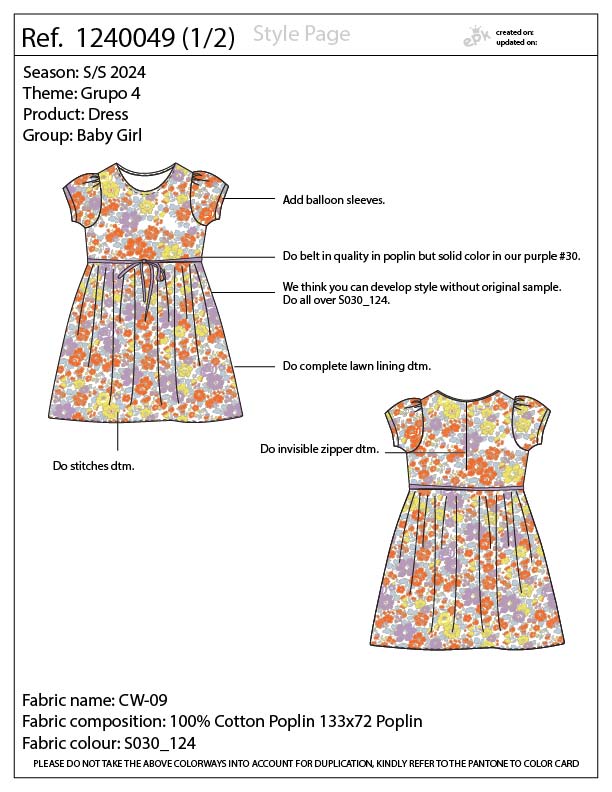 Ref. 1240049 (1/2)
Style Page
epk
created on:
updated on:
Season: S/S 2024
Theme: Grupo 4
Product: Dress
Group: Baby Girl
Add balloon sleeves.
Do belt in quality in poplin but solid color in our purple #30.
We think you can develop style without original sample.
Do all over S030_124.
Do complete lawn lining dtm.
Do invisible zipper dtm.
Do stitches dtm.
Fabric name: CW-09
Fabric composition: 100% Cotton Poplin 133x72 Poplin
Fabric colour: S030_124
PLEASE DO NOT TAKE THE ABOVE COLORWAYS INTO ACCOUNT FOR DUPLICATION, KINDLY REFER TO THE PANTONE TO COLOR CARD